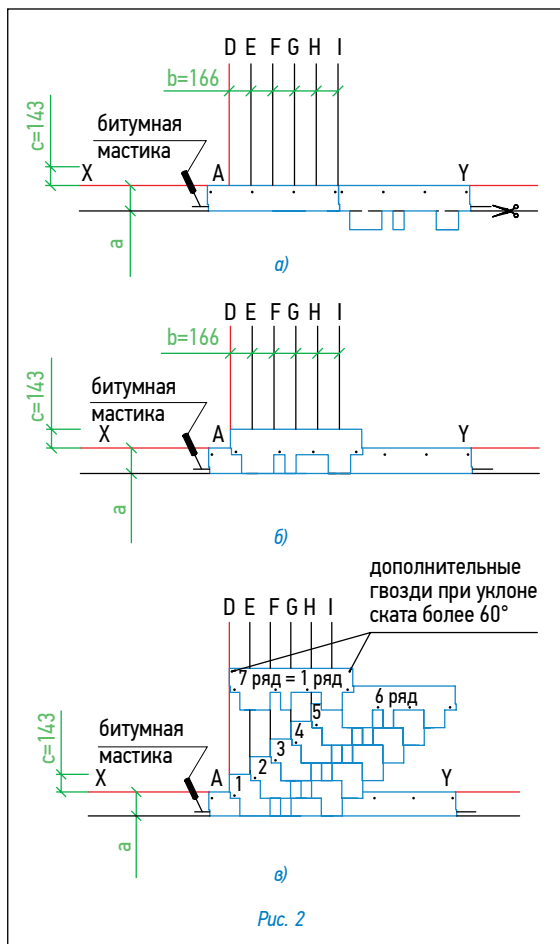 D E F G H I
b=166
c=143
битумная
мастика
X A Y
a
а)
D E F G H I
b=166
c=143
битумная
мастика
X A Y
a
б)
дополнительные
гвозди при уклоне
ската более 60°
D E F G H I
7 ряд = 1 ряд
6 ряд
5
4
3
2
1
c=143
битумная
мастика
X A Y
a
в)
Рис. 2